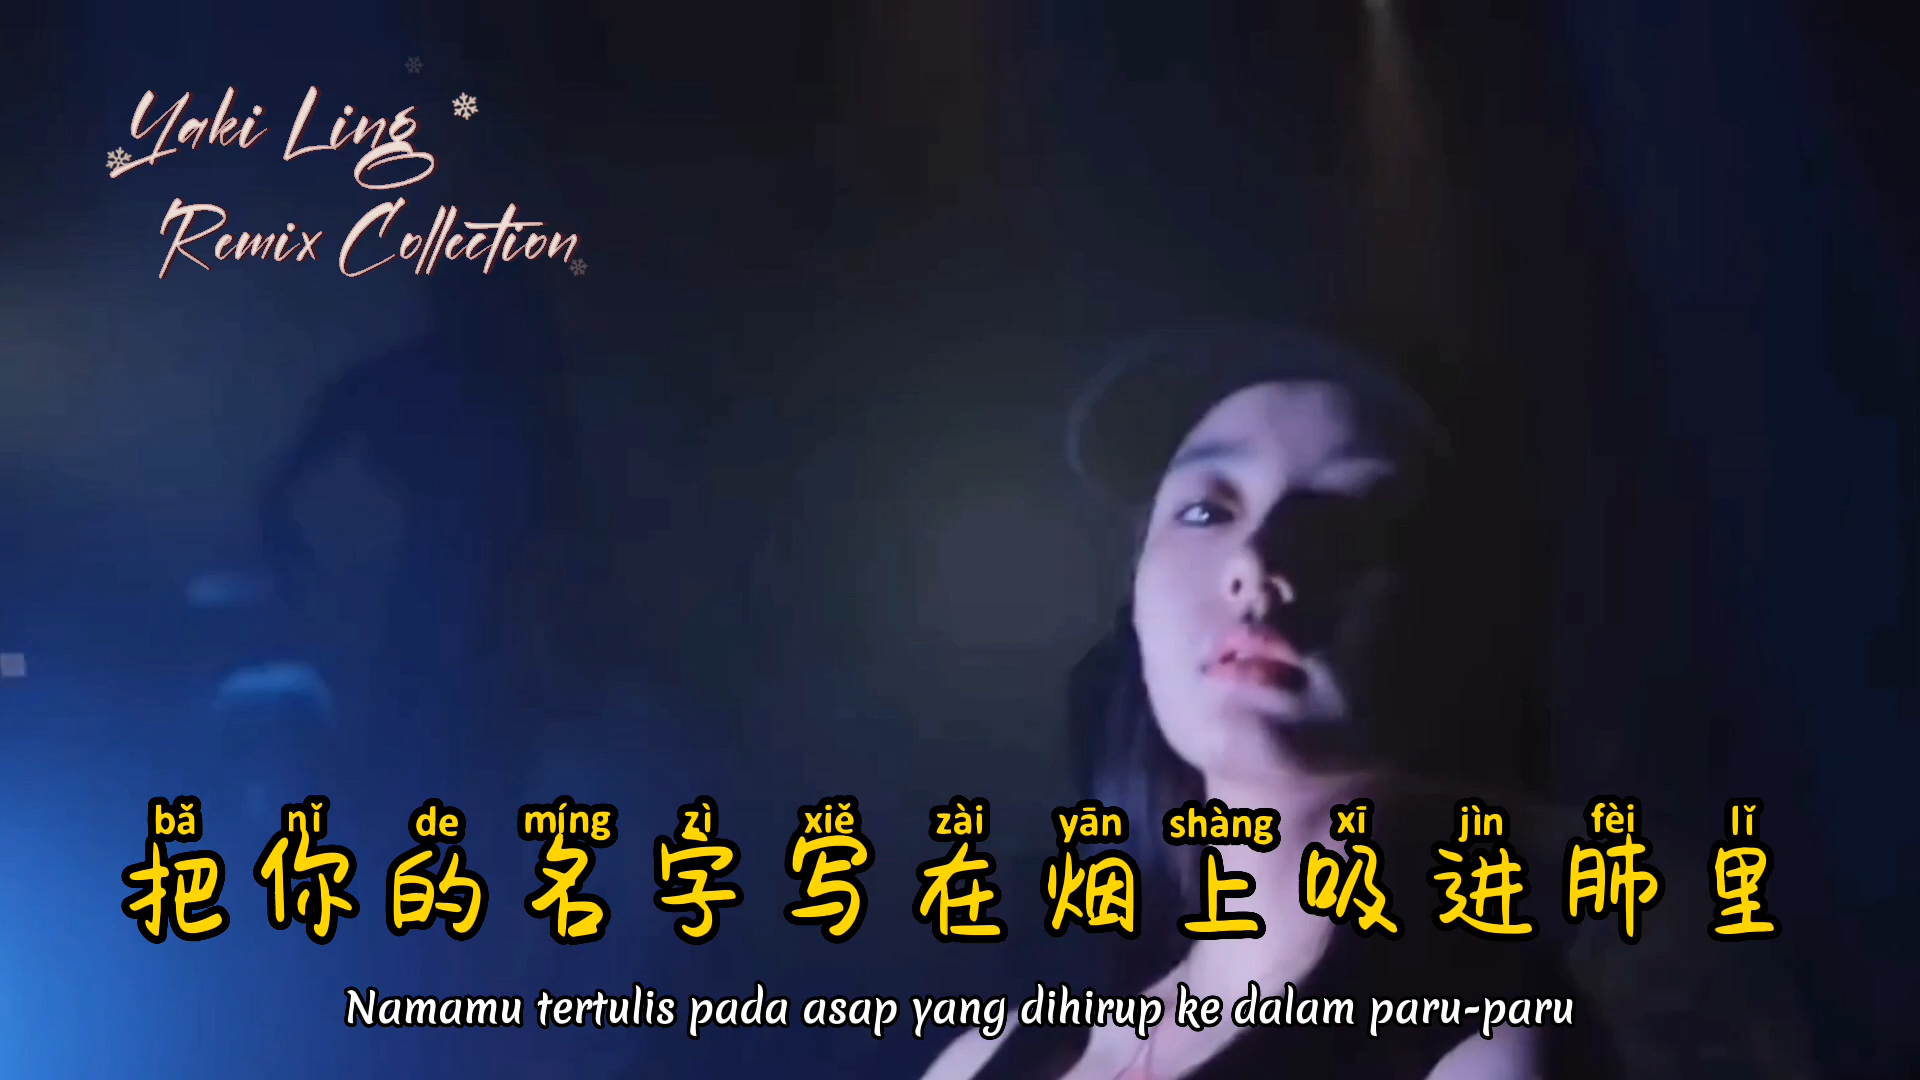 Yaki Ling
Remix Collection
bǎ nǐ de míng zì xiě zài yān shàng xī jìn fèi lǐ
把你的名字写在烟上吸进肺里
Namamu tertulis pada asap yang dihirup ke dalam paru-paru